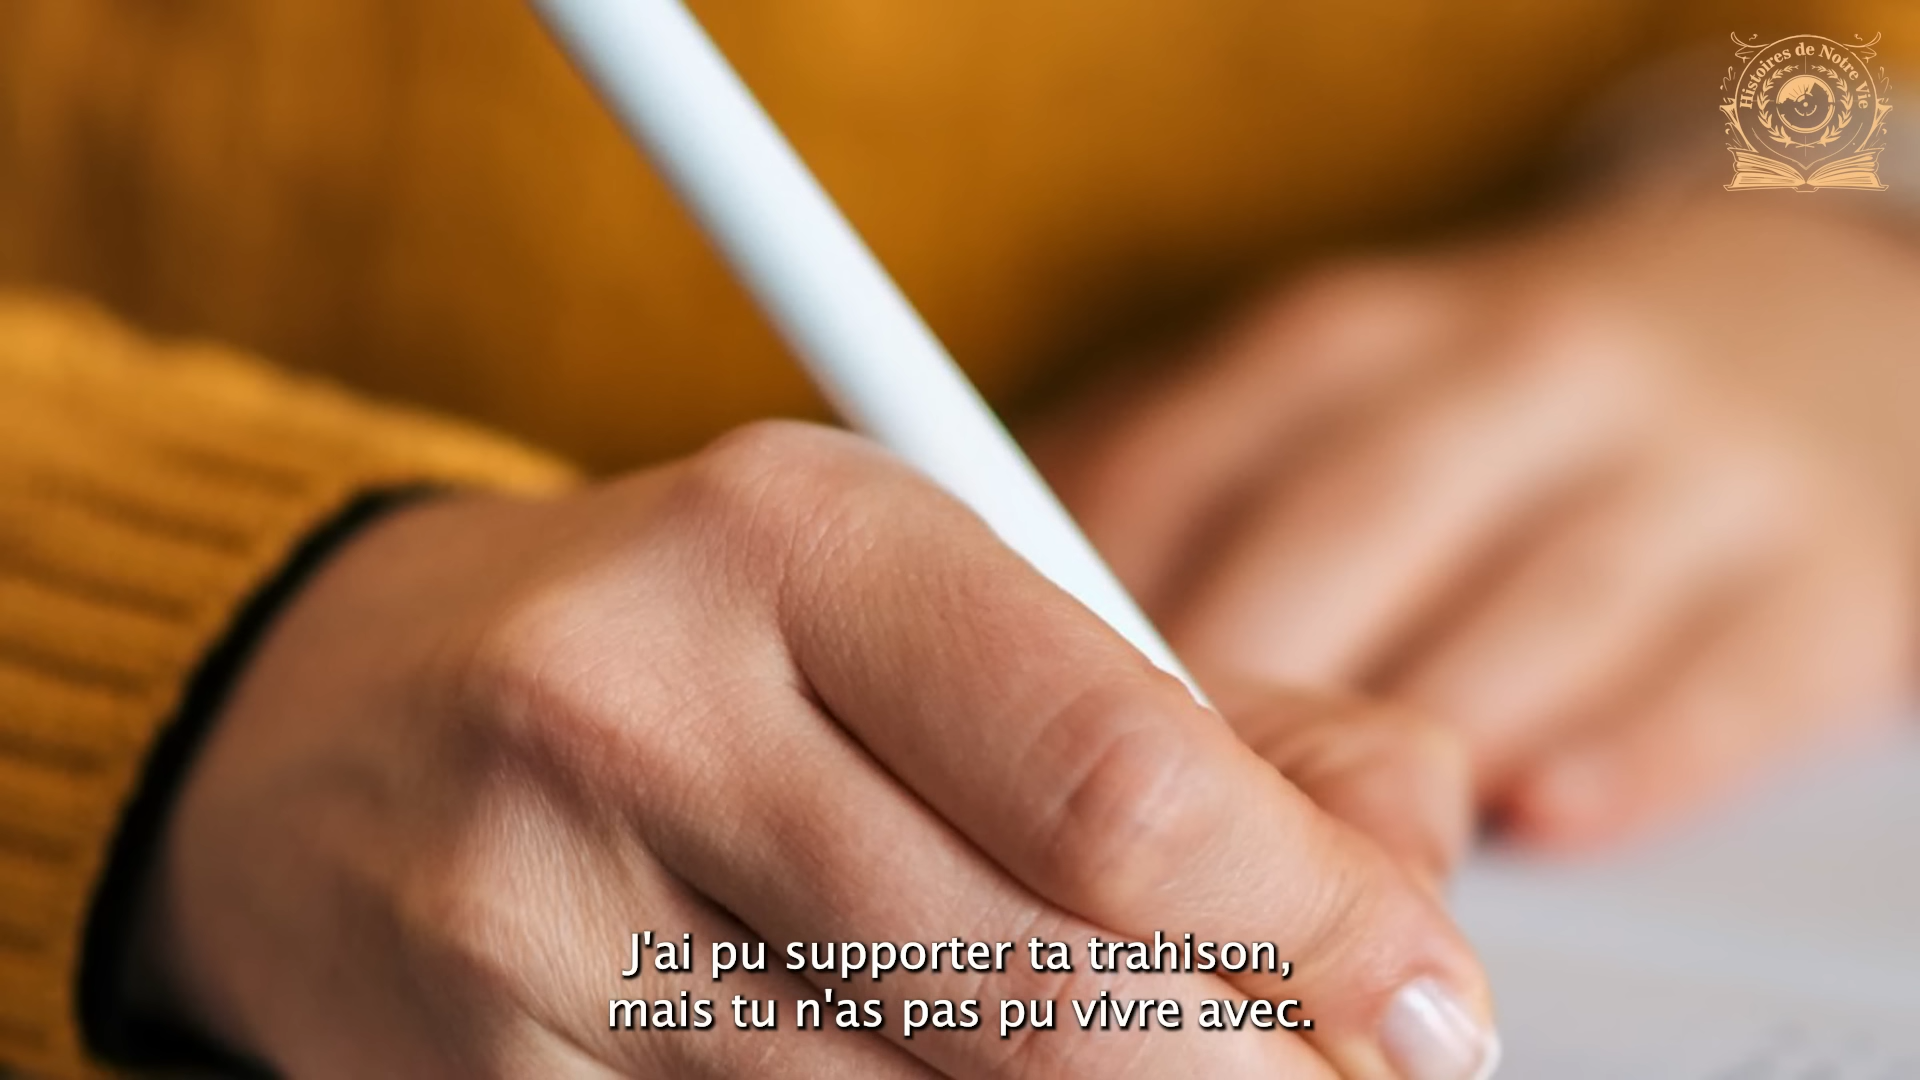 Histoires de Notre Vie
J'ai pu supporter ta trahison,
mais tu n'as pas pu vivre avec.